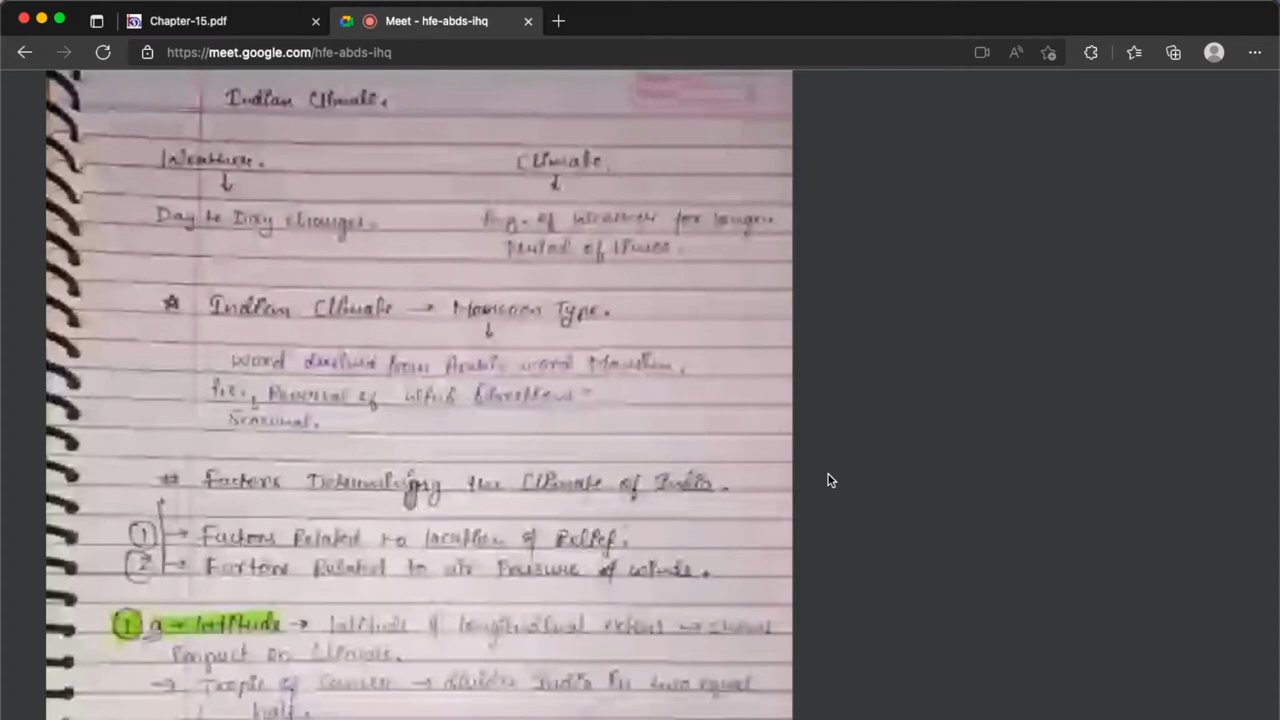 Chapter-15.pdf
Meet - hfe-abds-ihq
https://meet.google.com/hfe-abds-ihq
Indian Climate.
Weather.
Climate.
Day to Day changes.
Avg. of weather for longer
Period of times.
Indian Climate → Monsoon Type.
word derived from Arabic word
i.e., Reversal of wind Direction -
Seasonal.
Factors Determining the Climate of India.
① → Factors Related to location & Relief.
② → Factors Related to air Pressure & winds.
① a → latitude → latitude & longitudinal extent → shows
Impact on Climate.
→ Tropic of Cancer → divides India in two equal
half.